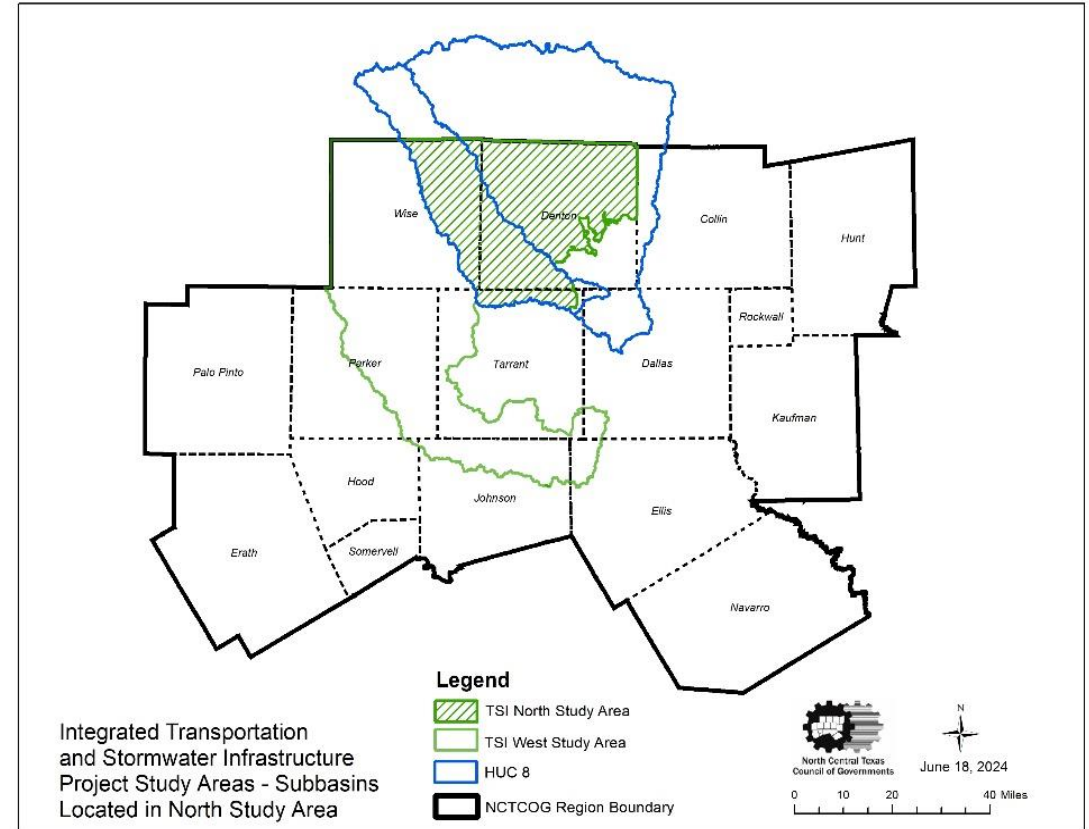 Wise
Denton
Collin
Hunt
Rockwall
Palo Pinto
Parker
Tarrant
Dallas
Kaufman
Hood
Johnson
Ellis
Erath
Somervell
Navarro
Legend
TSI North Study Area
TSI West Study Area
HUC 8
NCTCOG Region Boundary
Integrated Transportation
and Stormwater Infrastructure
Project Study Areas - Subbasins
Located in North Study Area
North Central Texas
Council of Governments
N
June 18, 2024
0 10 20 40 Miles